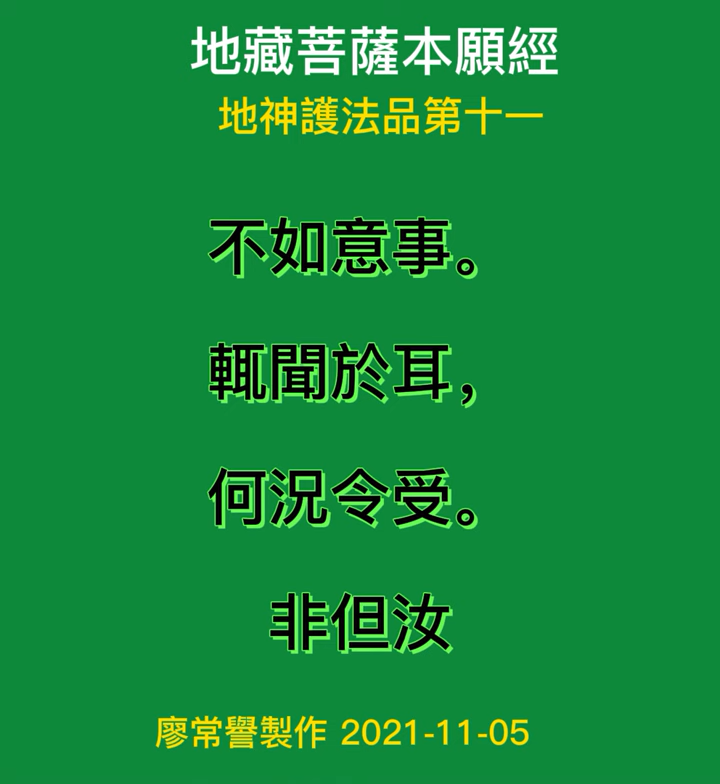 地藏菩薩本願經
地神護法品第十一
不如意事。
輒聞於耳，
何況令受。
非但汝
廖常譽製作 2021-11-05